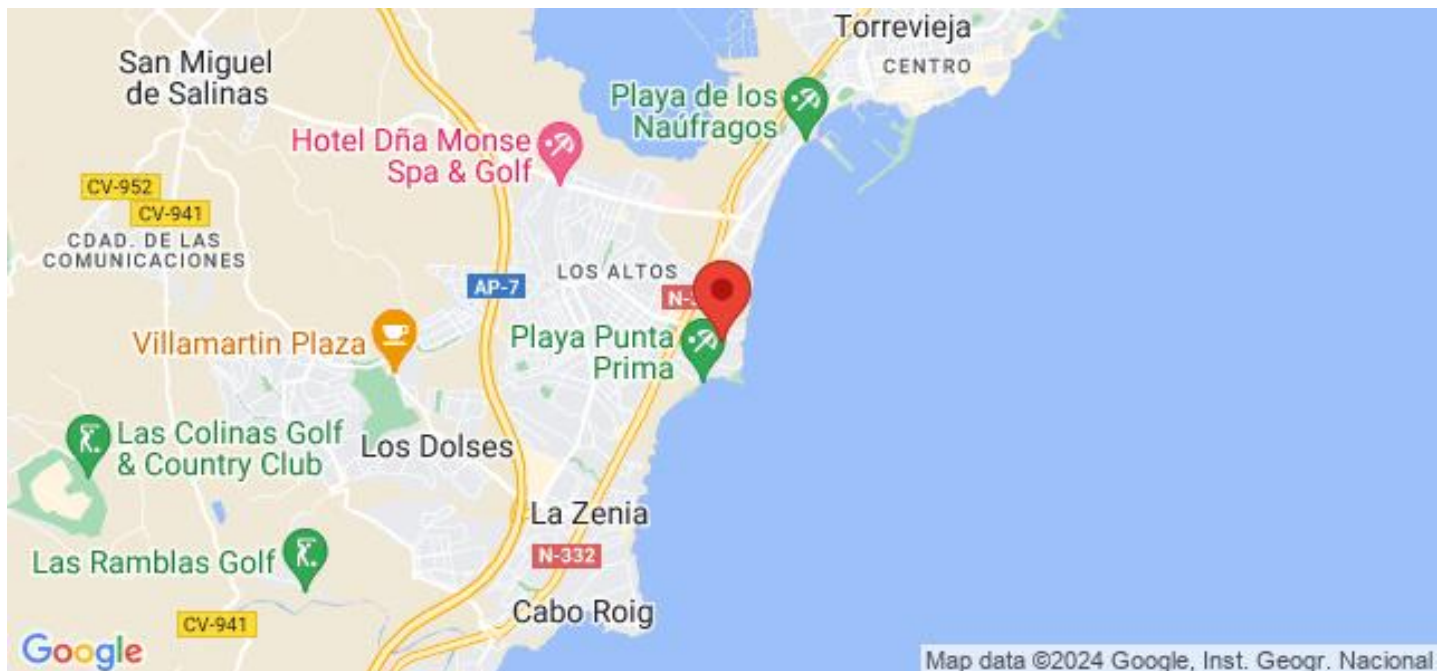 Torrevieja
CENTRO
San Miguel
de Salinas
Playa de los
Naúfragos
Hotel Dña Monse
Spa & Golf
CV-952
CV-941
CDAD. DE LAS
COMUNICACIONES
LOS ALTOS
AP-7
Playa Punta
Prima
Villamartin Plaza
Las Colinas Golf
& Country Club
Los Dolses
La Zenia
N-332
Las Ramblas Golf
Cabo Roig
CV-941
Google
Map data ©2024 Google, Inst. Geogr. Nacional